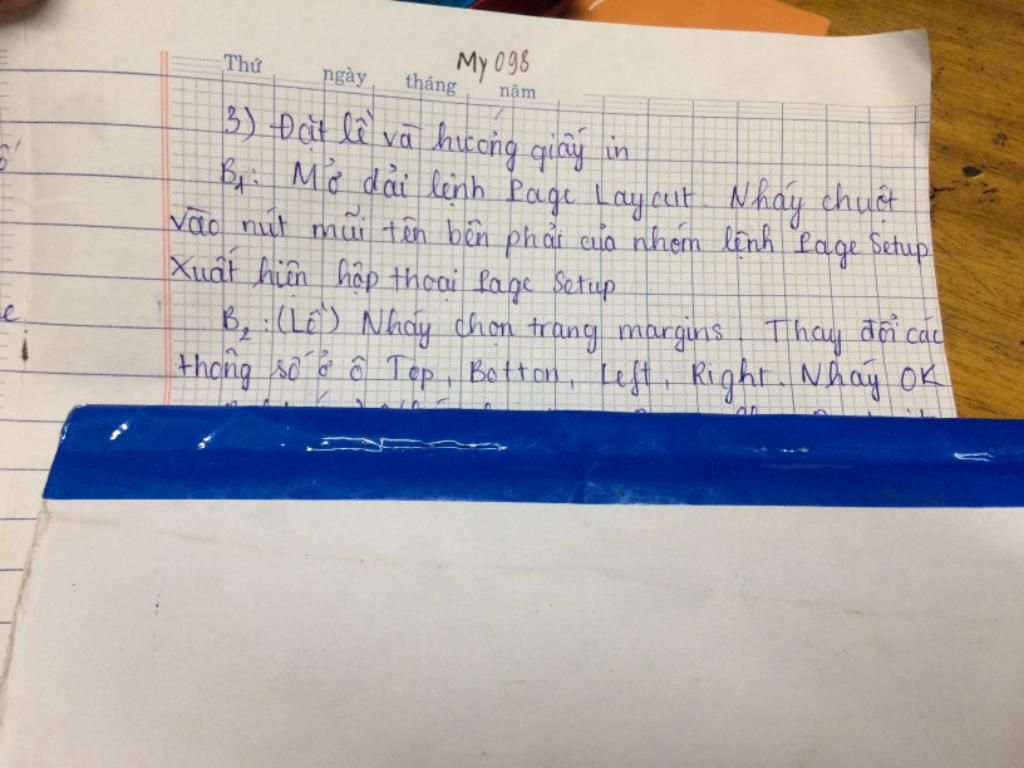 My 098
Thứ ngày tháng năm
3) Đặt lề và hướng giấy in
B1: Mở dải lệnh Page Layout. Nháy chuột
vào nút mũi tên bên phải của nhóm lệnh Page Setup
Xuất hiện hộp thoại Page Setup
B2: (Lề) Nháy chọn trang margins. Thay đổi các
thông số ở ô Top, Botton, Left, Right. Nháy OK